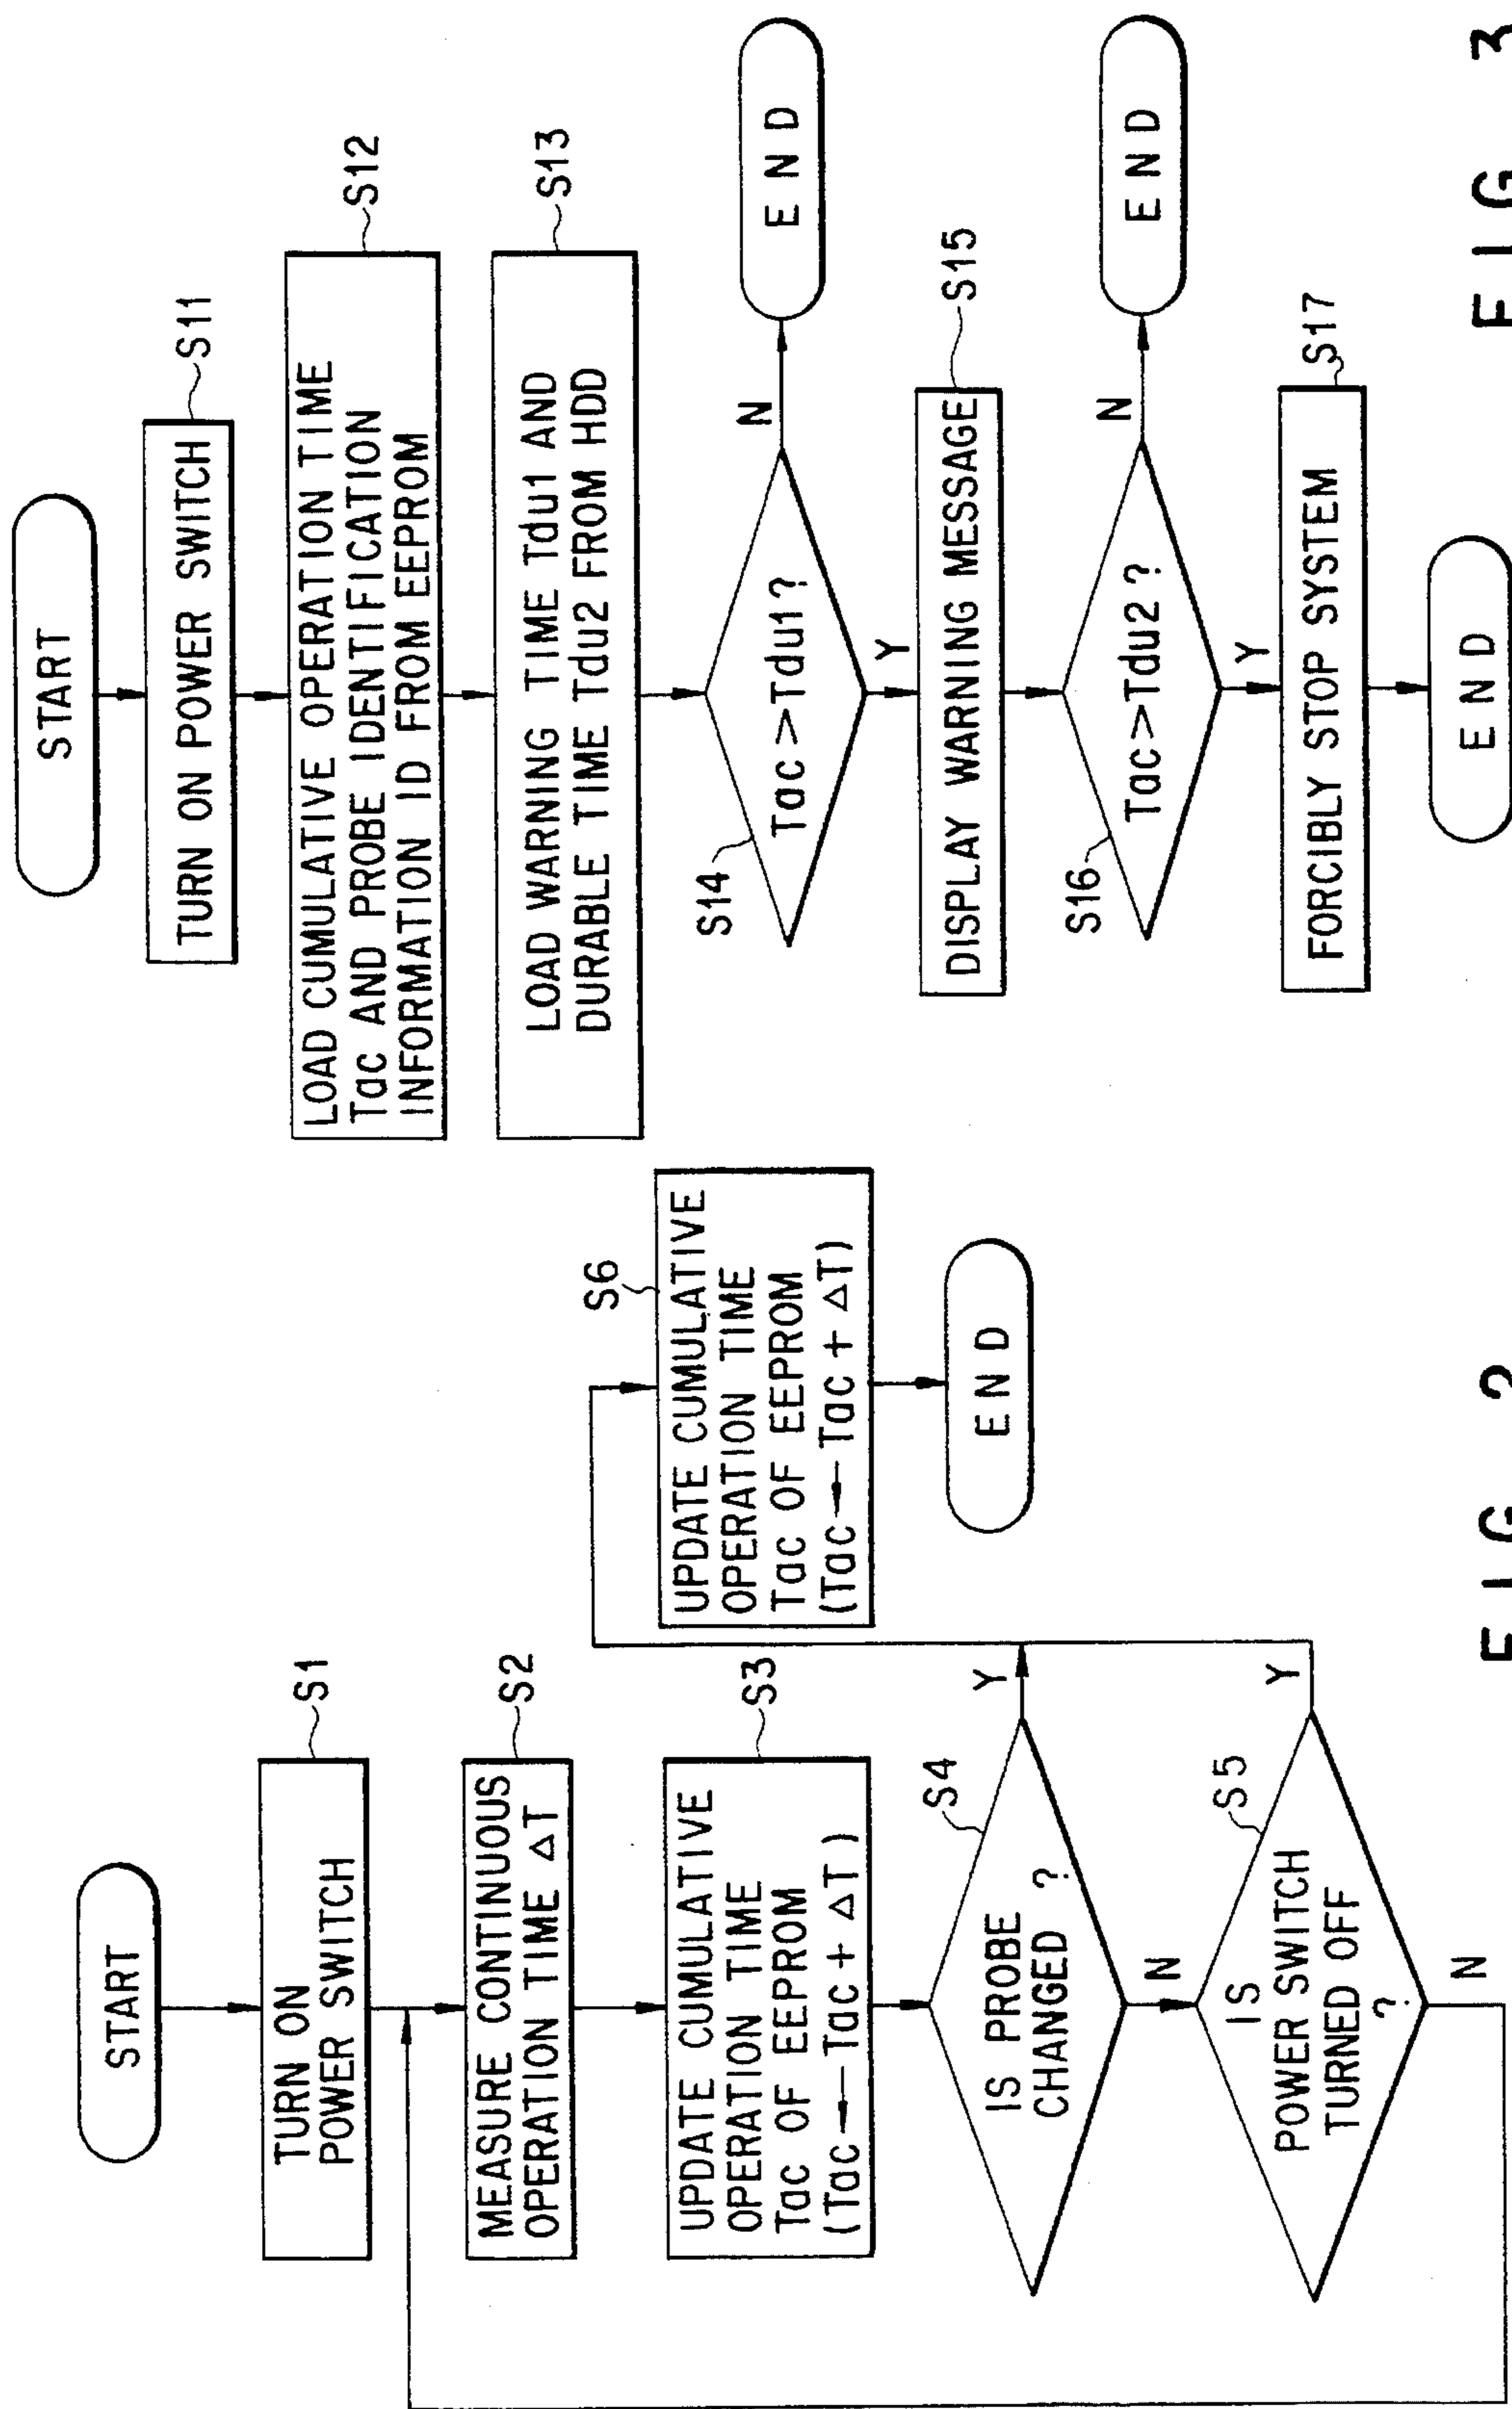 START
TURN ON
POWER SWITCH
S1
MEASURE CONTINUOUS
OPERATION TIME ΔT
S2
UPDATE CUMULATIVE
OPERATION TIME
Tac OF EEPROM
(Tac←Tac + ΔT)
S3
IS PROBE
CHANGED ?
S4
Y
N
IS
POWER SWITCH
TURNED OFF
?
S5
Y
N
S6
UPDATE CUMULATIVE
OPERATION TIME
Tac OF EEPROM
(Tac←Tac + ΔT)
END
FIG. 2
START
TURN ON POWER SWITCH
S11
LOAD CUMULATIVE OPERATION TIME
Tac AND PROBE IDENTIFICATION
INFORMATION ID FROM EEPROM
S12
LOAD WARNING TIME Tdu1 AND
DURABLE TIME Tdu2 FROM HDD
S13
S14
Tac>Tdu1?
N
END
Y
DISPLAY WARNING MESSAGE
S15
S16
Tac>Tdu2?
N
END
Y
FORCIBLY STOP SYSTEM
S17
END
FIG. 3